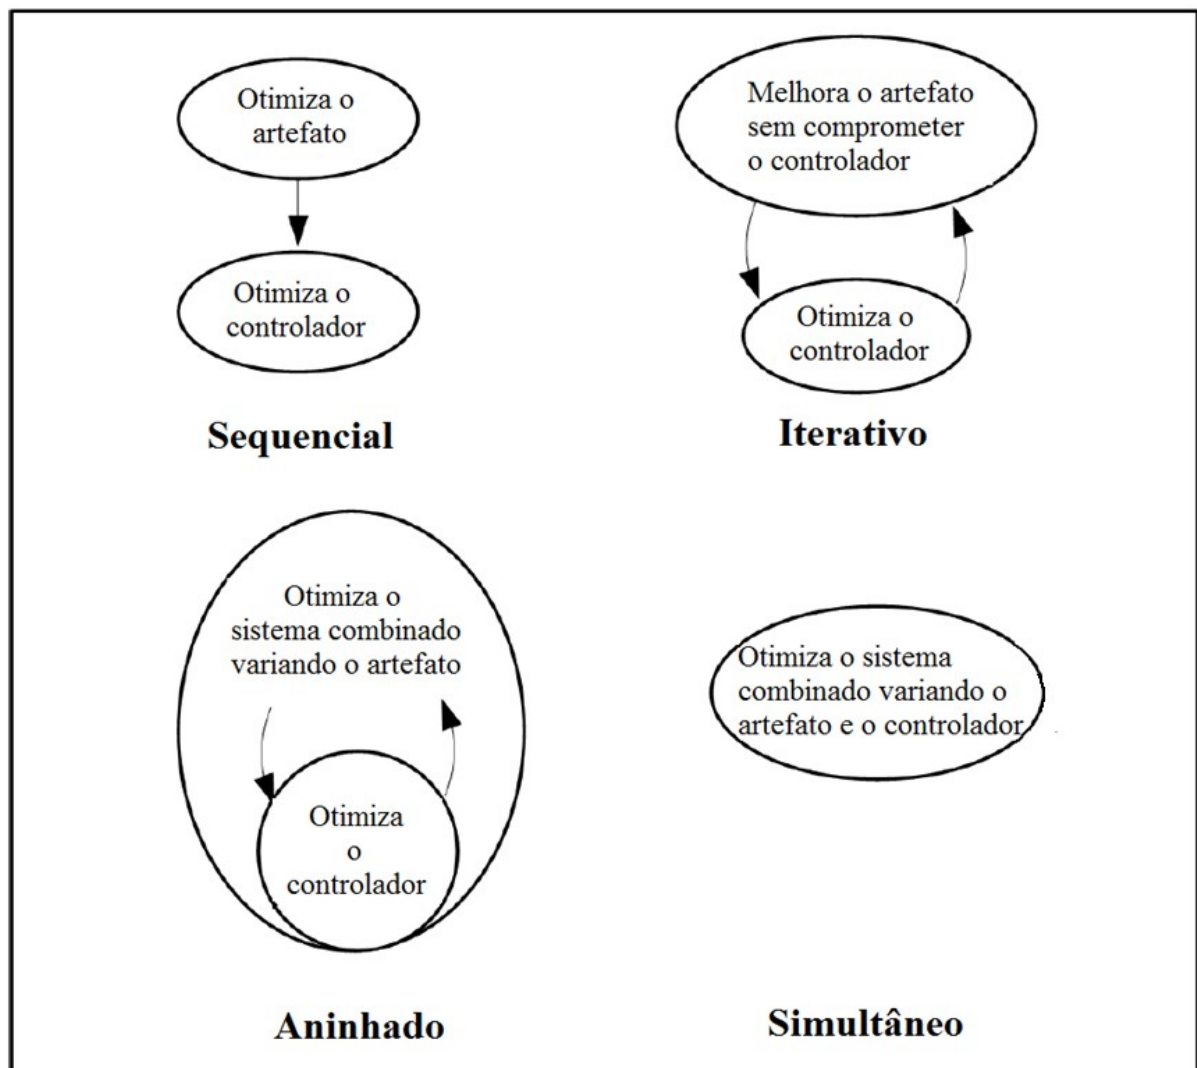 Otimiza o
artefato
Otimiza o
controlador
Sequencial
Melhora o artefato
sem comprometer
o controlador
Otimiza o
controlador
Iterativo
Otimiza o
sistema combinado
variando o artefato
Otimiza
o
controlador
Aninhado
Otimiza o sistema
combinado variando o
artefato e o controlador
Simultâneo